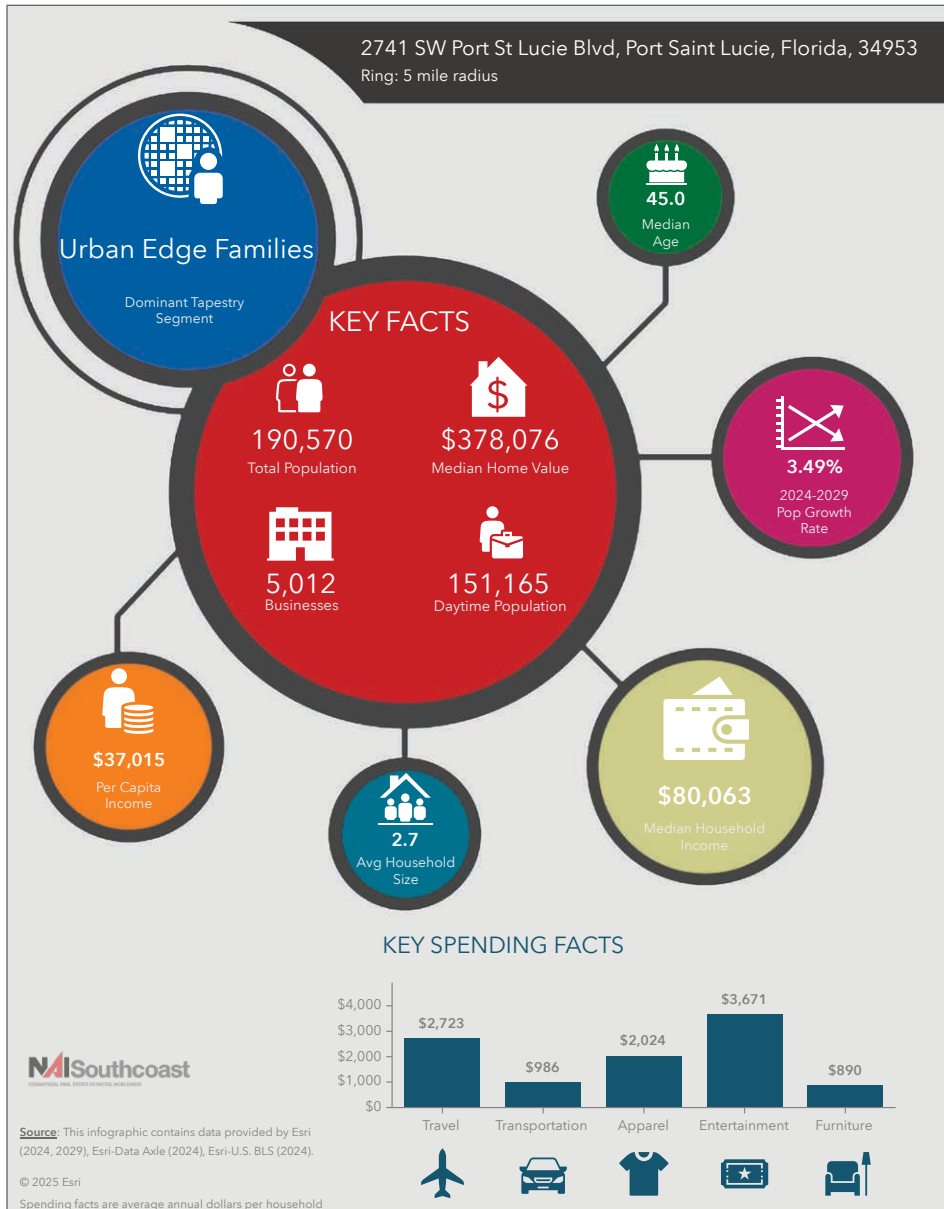 2741 SW Port St Lucie Blvd, Port Saint Lucie, Florida, 34953
Ring: 5 mile radius
Urban Edge Families
Dominant Tapestry
Segment
45.0
Median
Age
KEY FACTS
190,570
Total Population
$378,076
Median Home Value
5,012
Businesses
151,165
Daytime Population
3.49%
2024-2029
Pop Growth
Rate
$37,015
Per Capita
Income
2.7
Avg Household
Size
$80,063
Median Household
Income
KEY SPENDING FACTS
$4,000
$3,000
$2,000
$1,000
$0
$2,723
$986
$2,024
$3,671
$890
Travel
Transportation
Apparel
Entertainment
Furniture
NAISouthcoast
COMMERCIAL REAL ESTATE SERVICES, WORLDWIDE
Source: This infographic contains data provided by Esri
(2024, 2029), Esri-Data Axle (2024), Esri-U.S. BLS (2024).
© 2025 Esri
Spending facts are average annual dollars per household